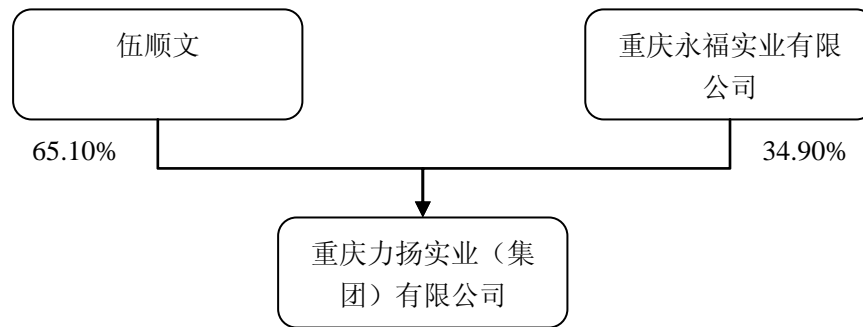 伍顺文
重庆永福实业有限
公司
65.10%
34.90%
重庆力扬实业（集
团）有限公司